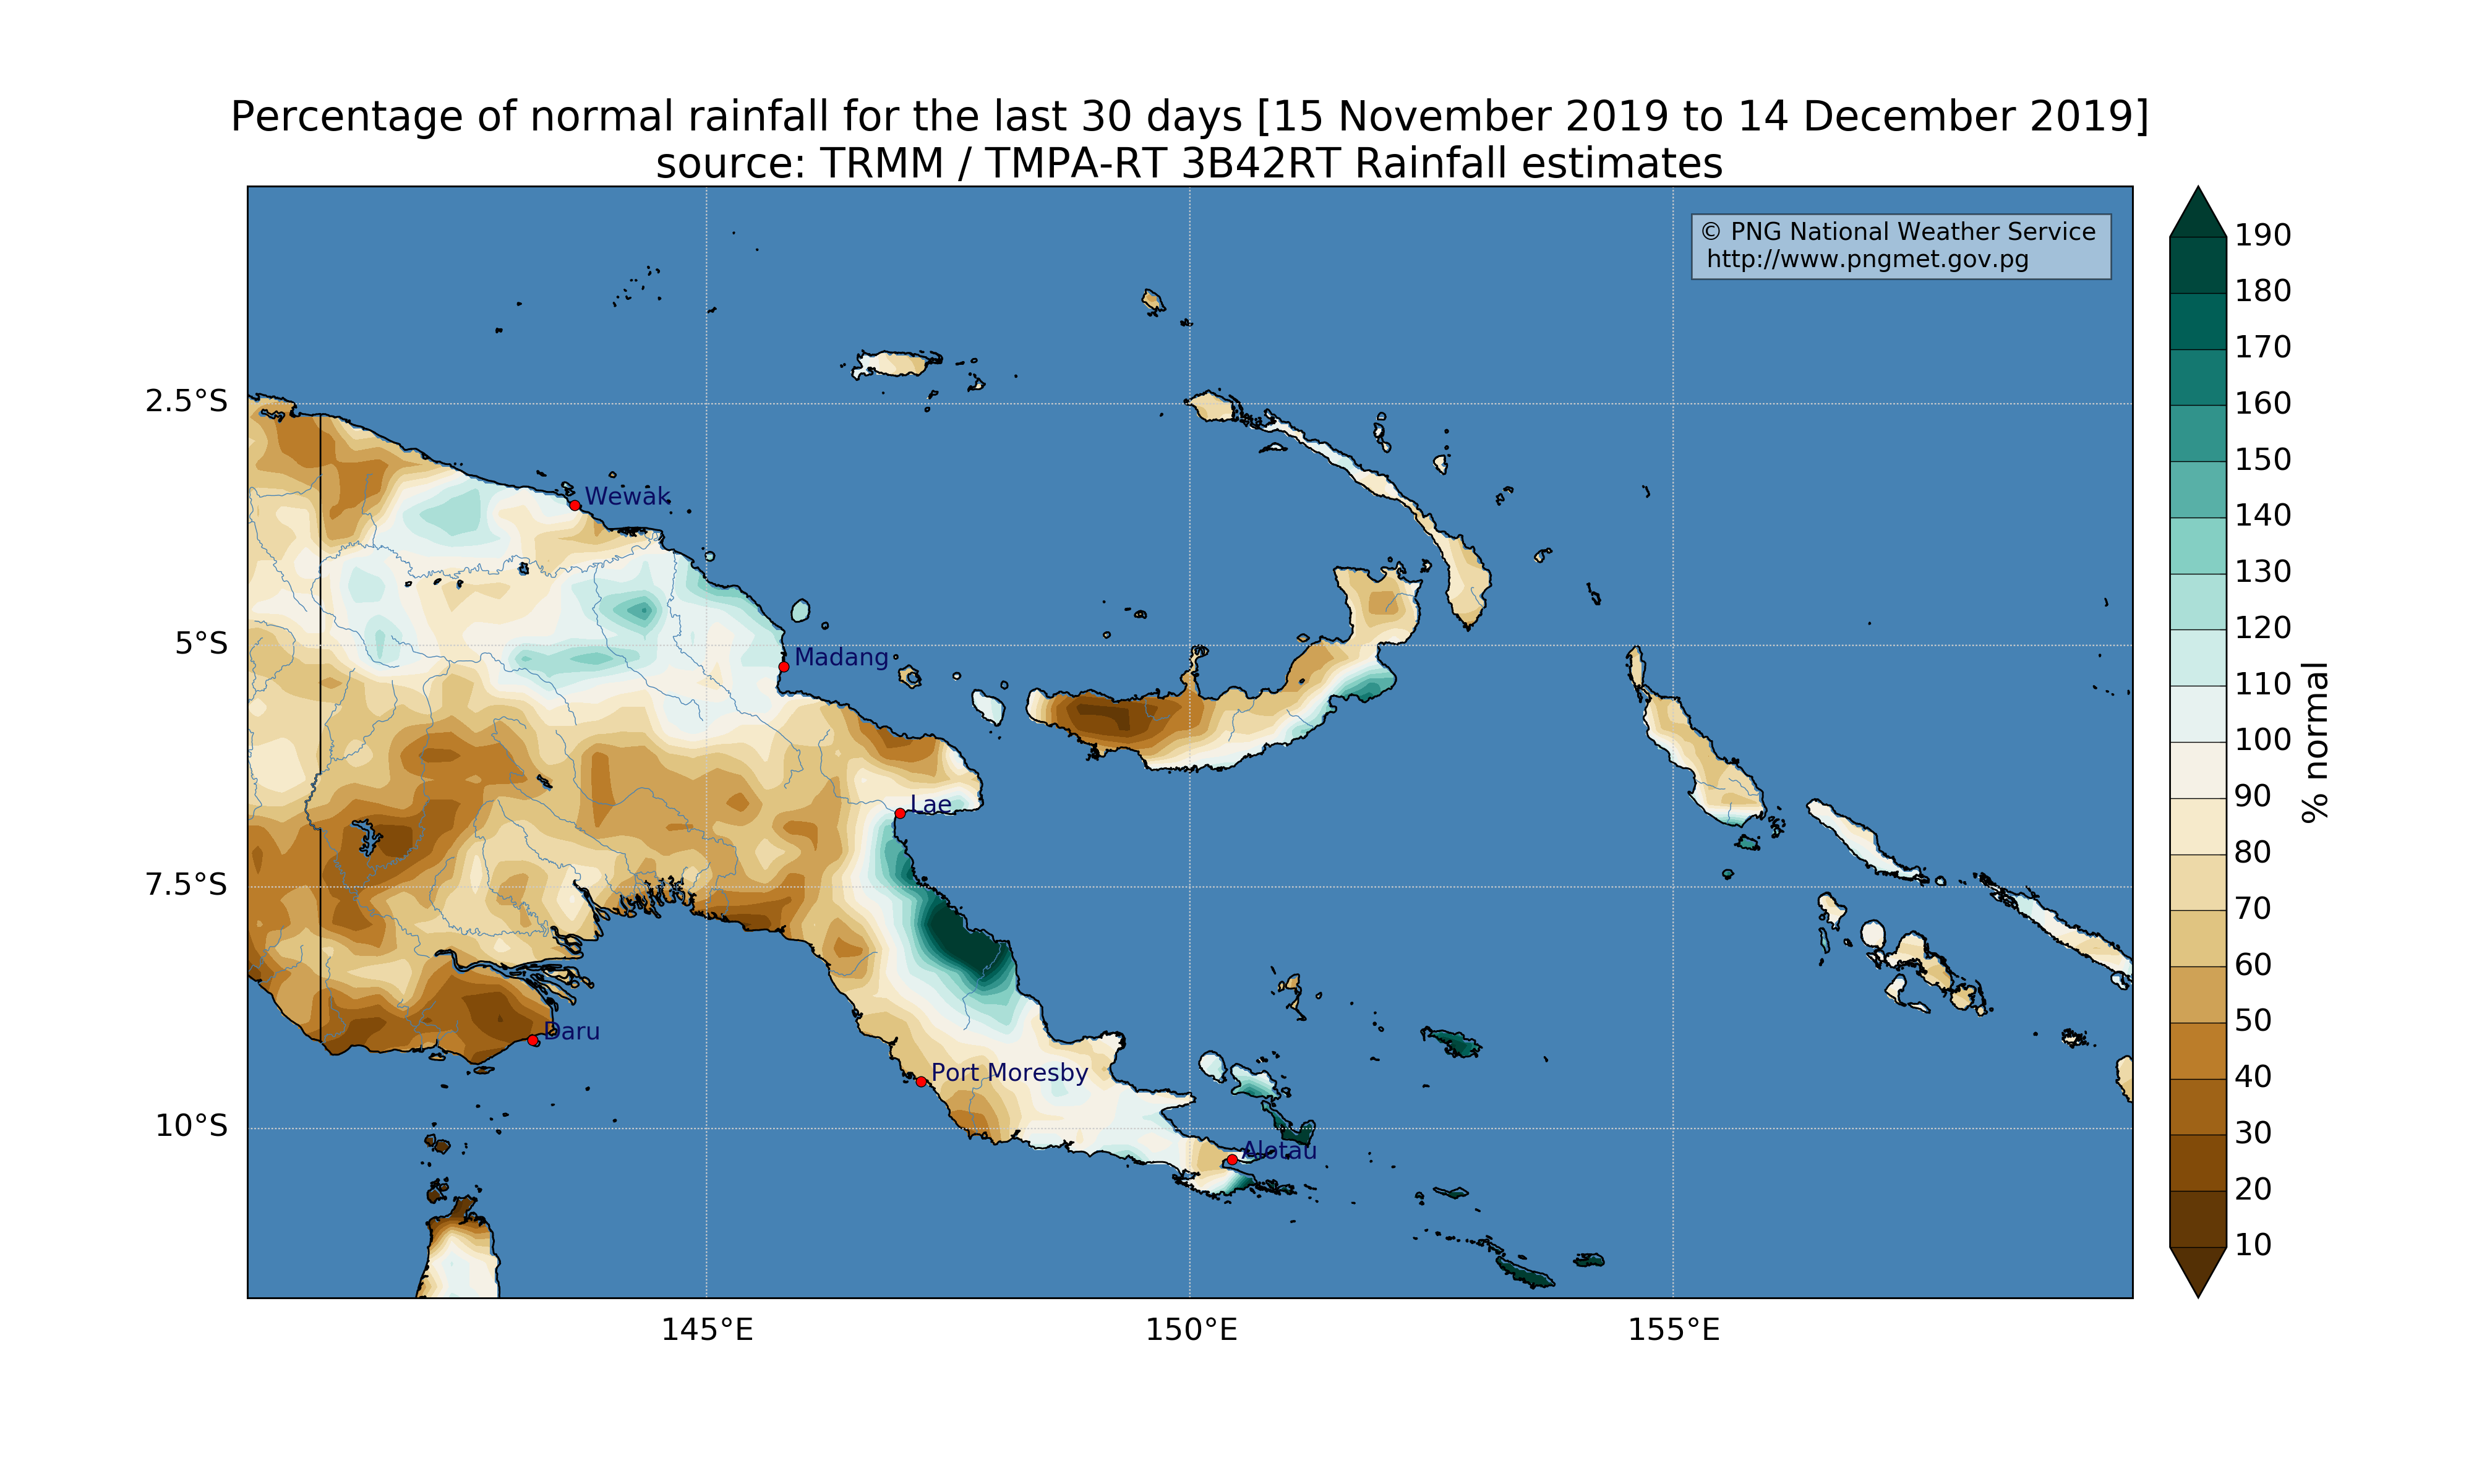 Percentage of normal rainfall for the last 30 days [15 November 2019 to 14 December 2019]
source: TRMM / TMPA-RT 3B42RT Rainfall estimates
© PNG National Weather Service
http://www.pngmet.gov.pg
2.5°S
5°S
7.5°S
10°S
Wewak
Madang
Lae
Daru
Port Moresby
Alotau
145°E
150°E
155°E
190
180
170
160
150
140
130
120
110
100
90
80
70
60
50
40
30
20
10
% normal